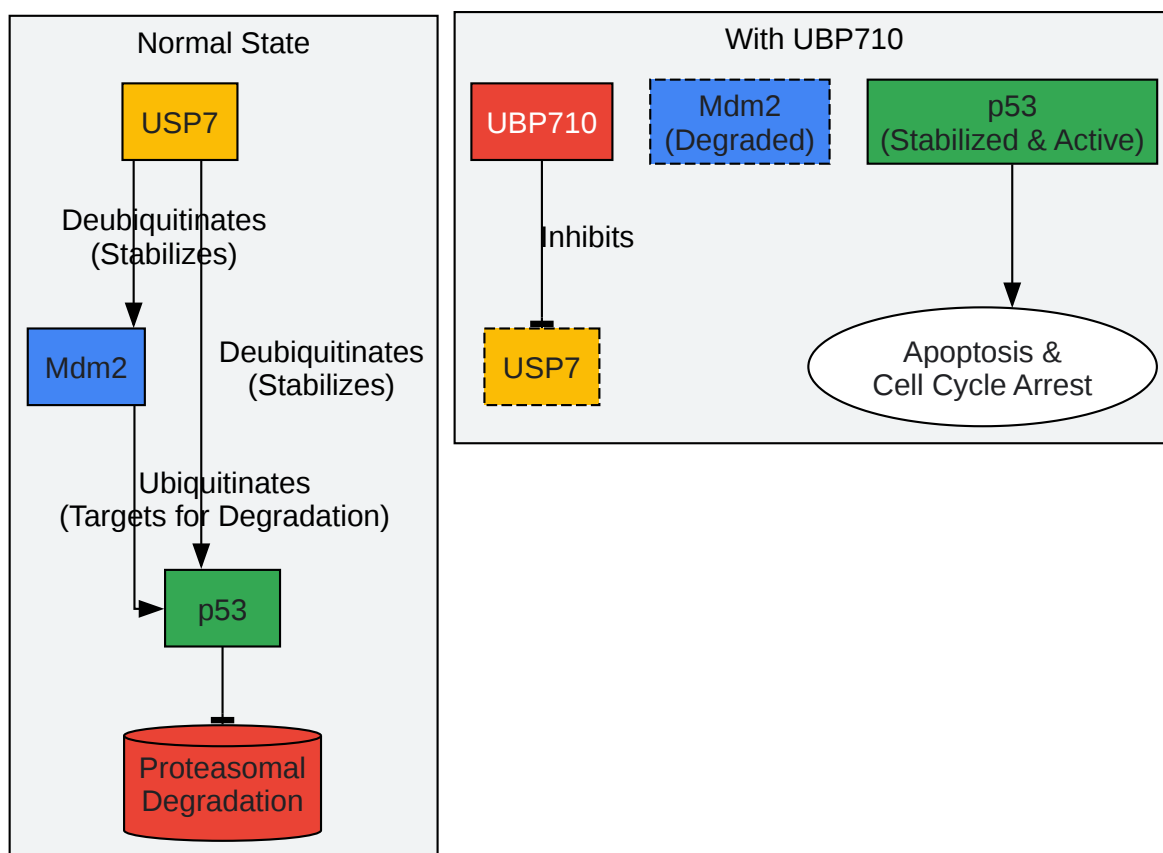 Normal State
USP7
Deubiquitinates
(Stabilizes)
Mdm2
Deubiquitinates
(Stabilizes)
Ubiquitinates
(Targets for Degradation)
p53
Proteasomal
Degradation
With UBP710
UBP710
Mdm2
(Degraded)
p53
(Stabilized & Active)
Inhibits
USP7
Apoptosis &
Cell Cycle Arrest